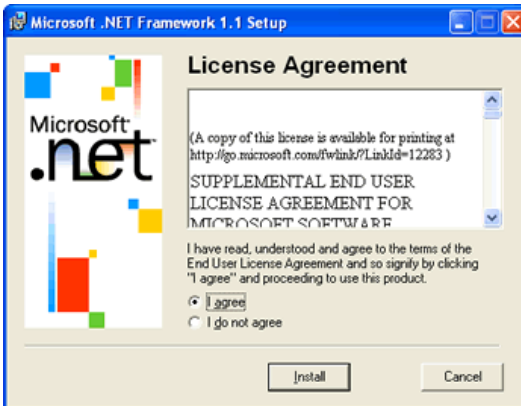 Microsoft .NET Framework 1.1 Setup
License Agreement
Microsoft
.net
(A copy of this license is available for printing at
http://go.microsoft.com/fwlink/?LinkId=12283 )
SUPPLEMENTAL END USER
LICENSE AGREEMENT FOR
MICROSOFT SOFTWARE
I have read, understood and agree to the terms of the
End User License Agreement and so signify by clicking
"I agree" and proceeding to use this product.
I agree
I do not agree
Install
Cancel